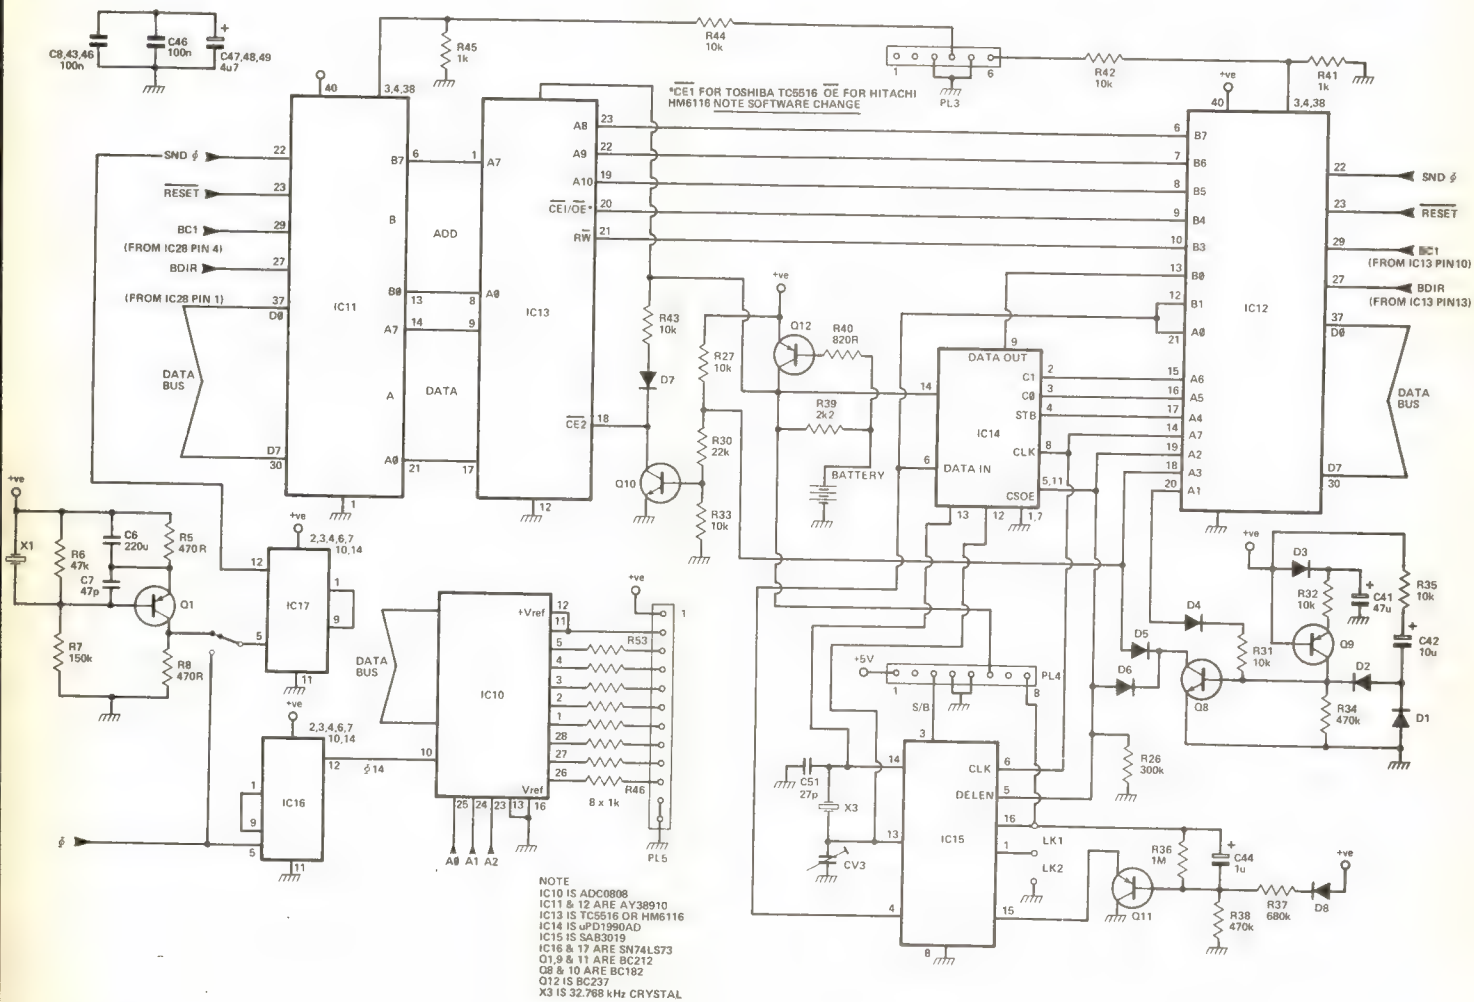 C8,43,46
100n
C46
100n
+
C47,48,49
4u7
R45
1k
R44
10k
1
6
PL3
R42
10k
R41
1k
*CE1 FOR TOSHIBA TC5516 OE FOR HITACHI
HM6116 NOTE SOFTWARE CHANGE
40
3,4,38
+ve
40
3,4,38
SND ϕ
22
RESET
23
BC1
29
(FROM IC28 PIN 4)
BDIR
27
(FROM IC28 PIN 1)
37
D0
DATA
BUS
D7
30
IC11
B7
6
B
B0
13
A7
14
A
A0
21
1
ADD
DATA
1
A7
8
A0
9
17
IC13
A8
23
A9
22
A10
19
CE1/OE*
20
RW
21
CE2
18
12
6
B7
7
B6
8
B5
9
B4
10
B3
13
B0
12
B1
A0
21
15
A6
16
A5
17
A4
14
A7
19
A2
18
A3
20
A1
IC12
22
SND ϕ
23
RESET
29
BC1
(FROM IC13 PIN10)
27
BDIR
(FROM IC13 PIN13)
37
D0
DATA
BUS
D7
30
R43
10k
D7
Q10
R27
10k
R30
22k
R33
10k
+ve
Q12
R40
820R
R39
2k2
BATTERY
9
DATA OUT
14
C1
2
C0
3
STB
4
IC14
CLK
8
6
DATA IN
5,11
CSOE
13
12
1,7
+ve
X1
R6
47k
C6
220u
C7
47p
R5
470R
Q1
R7
150k
R8
470R
+ve
2,3,4,6,7
10,14
12
1
IC17
9
5
11
+ve
2,3,4,6,7
10,14
12
ϕ14
1
IC16
9
5
11
ϕ
DATA
BUS
10
IC10
+Vref
12
11
5
4
3
2
1
28
27
26
Vref
25
24
23
13
16
A0
A1
A2
+ve
1
R53
R46
8 x 1k
PL5
+5V
1
8
PL4
S/B
3
14
CLK
6
DELEN
5
16
13
IC15
1
4
15
8
C51
27p
X3
CV3
LK1
LK2
D5
D6
D4
R31
10k
Q8
R26
300k
+ve
D3
R32
10k
+
C41
47u
R35
10k
+
C42
10u
Q9
D2
D1
R34
470k
R36
1M
+
C44
1u
Q11
R38
470k
R37
680k
D8
+ve
NOTE
IC10 IS ADC0808
IC11 & 12 ARE AY38910
IC13 IS TC5516 OR HM6116
IC14 IS uPD1990AD
IC15 IS SAB3019
IC16 & 17 ARE SN74LS73
Q1,9 & 11 ARE BC212
Q8 & 10 ARE BC182
Q12 IS BC237
X3 IS 32.768 kHz CRYSTAL